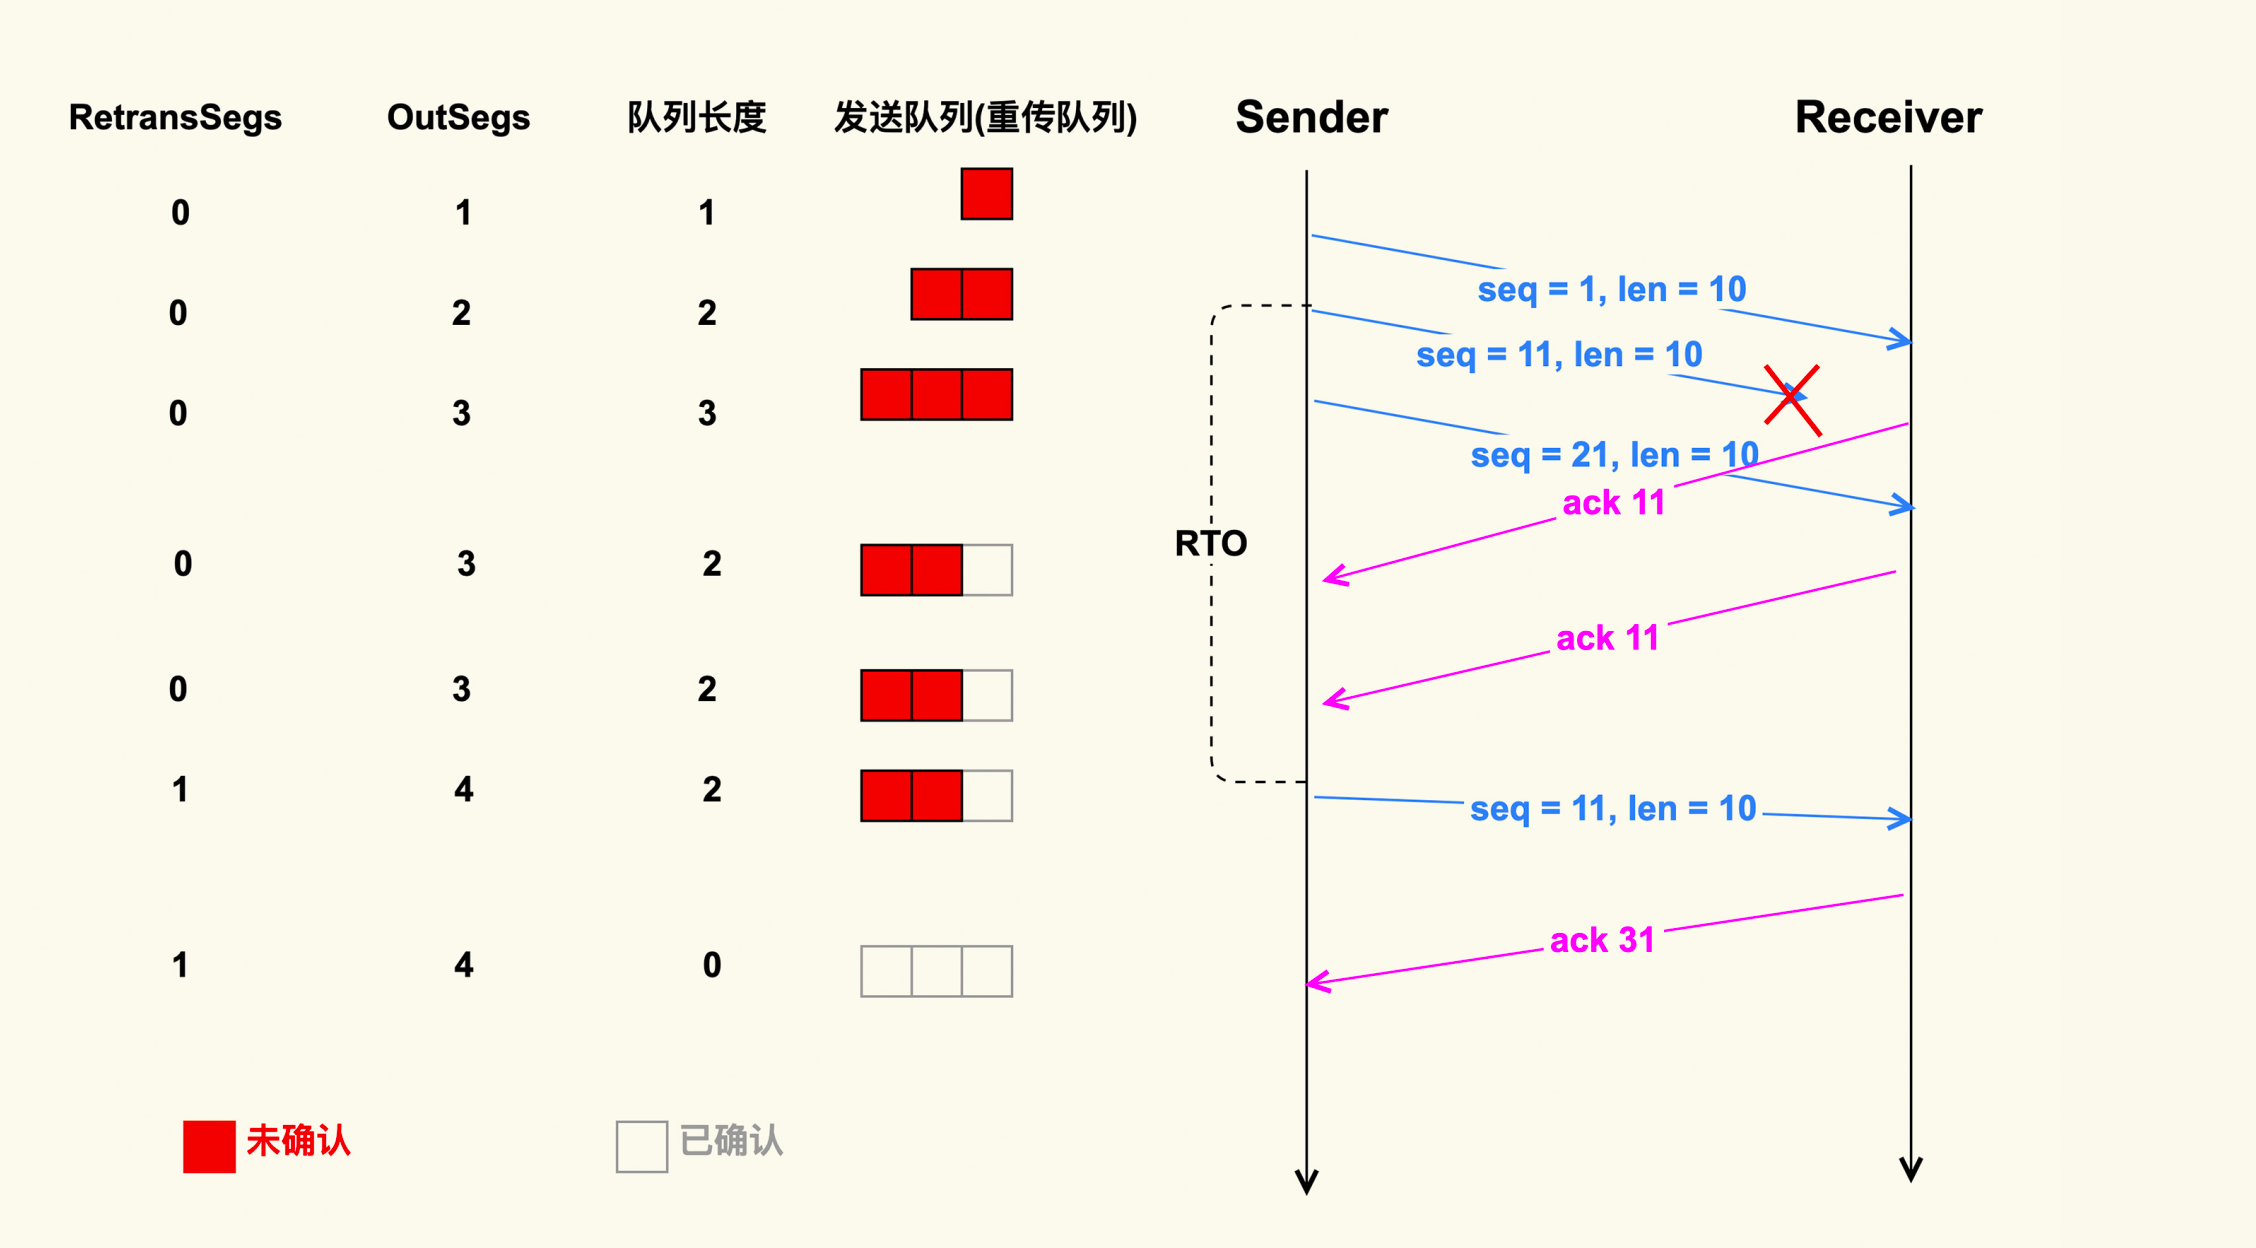 RetransSegs OutSegs 队列长度 发送队列(重传队列) Sender Receiver
0 1 1
seq = 1, len = 10
0 2 2
seq = 11, len = 10
0 3 3
seq = 21, len = 10
ack 11
RTO
0 3 2
ack 11
0 3 2
1 4 2
seq = 11, len = 10
ack 31
1 4 0
未确认 已确认